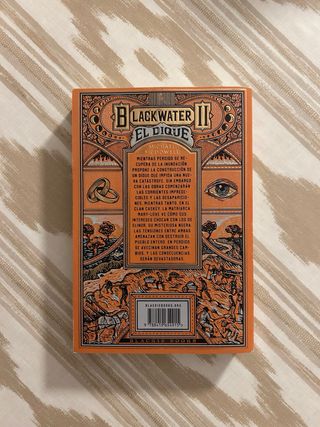 BLACKWATER II
EL DIQUE
MICHAEL
McDOWELL
MIENTRAS PERDIDO SE RE-
CUPERA DE LA INUNDACIÓN
PROPONE LA CONSTRUCCIÓN DE
UN DIQUE QUE IMPIDA UNA NUE-
VA CATÁSTROFE. SIN EMBARGO
CON LAS OBRAS COMENZARÁN
LAS CORRIENTES IMPREDE-
CIBLES Y LAS DESAPARICIO-
NES. MIENTRAS TANTO, EN EL
CLAN CASKEY, LA MATRIARCA
MARY-LOVE VE CÓMO SUS
INTERESES CHOCAN CON LOS DE
ELINOR, SU MISTERIOSA NUERA
LAS TENSIONES ENTRE AMBAS
AMENAZAN CON DESTRUIR EL
PUEBLO ENTERO. EN PERDIDO
SE AVECINAN GRANDES CAM-
BIOS, Y LAS CONSECUENCIAS
SERÁN DEVASTADORAS.
BLACKIEBOOKS.ORG
BLACKIE BOOKS